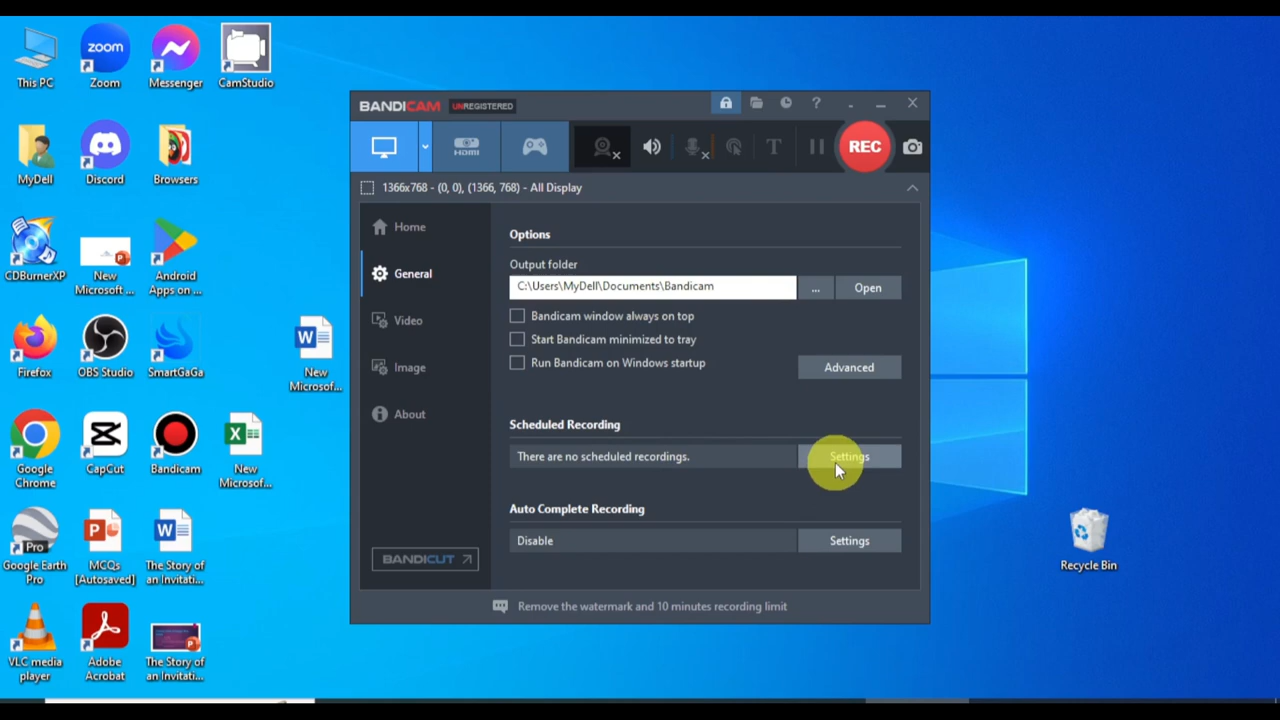 This PC
Zoom
Messenger
CamStudio
MyDell
Discord
Browsers
CDBurnerXP
New
Microsoft ...
Android
Apps on ...
Firefox
OBS Studio
SmartGaGa
New
Microsof...
Google
Chrome
CapCut
Bandicam
New
Microsof...
Google Earth
Pro
MCQs
[Autosaved]
The Story of
an Invitati...
VLC media
player
Adobe
Acrobat
The Story of
an Invitati...
zoom
Pro
BANDICAM UNREGISTERED
?
HDMI
T
REC
1366x768 - (0, 0), (1366, 768) - All Display
Home
General
Video
Image
About
BANDICUT
Options
Output folder
C:\Users\MyDell\Documents\Bandicam
...
Open
Bandicam window always on top
Start Bandicam minimized to tray
Run Bandicam on Windows startup
Advanced
Scheduled Recording
There are no scheduled recordings.
Settings
Auto Complete Recording
Disable
Settings
Remove the watermark and 10 minutes recording limit
Recycle Bin